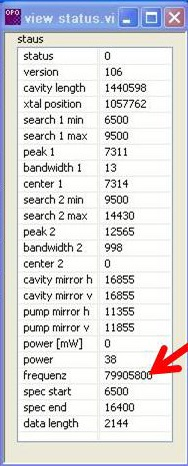 OPO view status.vi
staus
status 0
version 106
cavity length 1440598
xtal position 1057762
search 1 min 6500
search 1 max 9500
peak 1 7311
bandwidth 1 13
center 1 7314
search 2 min 9500
search 2 max 14430
peak 2 12565
bandwidth 2 998
center 2 0
cavity mirror h 16855
cavity mirror v 16855
pump mirror h 11355
pump mirror v 11855
power [mW] 0
power 38
frequenz 79905800
spec start 6500
spec end 16400
data length 2144